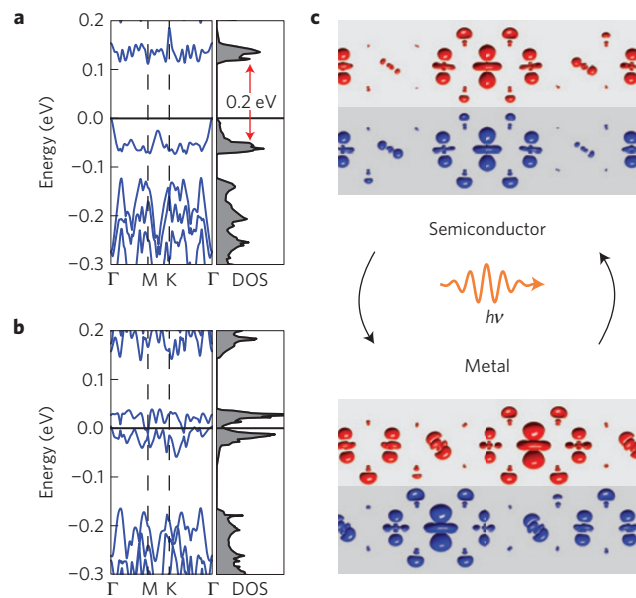 a
0.2
0.1
0.0
−0.1
−0.2
−0.3
Energy (eV)
0.2 eV
Γ M K Γ DOS
b
0.2
0.1
0.0
−0.1
−0.2
−0.3
Energy (eV)
Γ M K Γ DOS
c
Semiconductor
hν
Metal